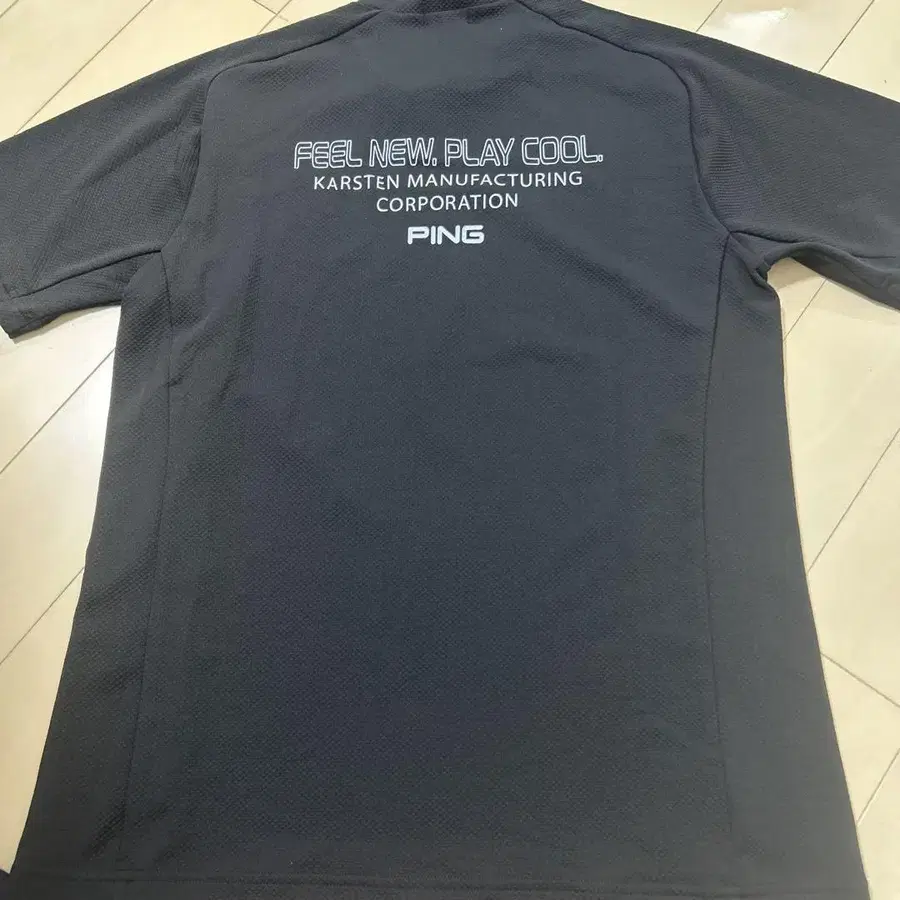 FEEL NEW. PLAY COOL.
KARSTEN MANUFACTURING
CORPORATION
PING